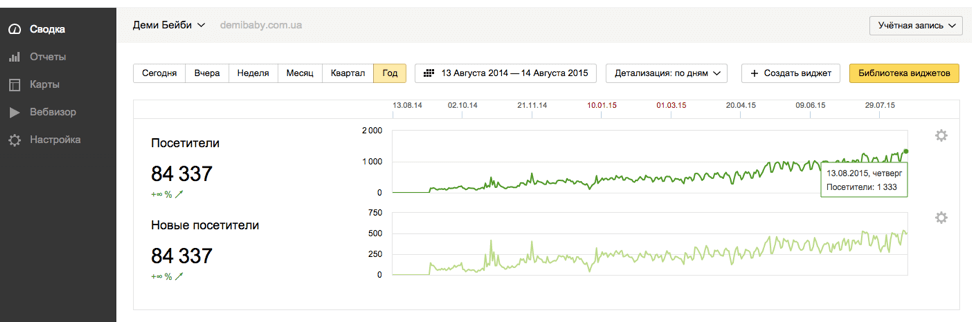 Деми Бейби demibaby.com.ua Учётная запись
Сводка
Отчеты
Карты
Вебвизор
Настройка
Сегодня Вчера Неделя Месяц Квартал Год 13 Августа 2014 — 14 Августа 2015 Детализация: по дням + Создать виджет Библиотека виджетов
13.08.14 02.10.14 21.11.14 10.01.15 01.03.15 20.04.15 09.06.15 29.07.15
Посетители
84 337
+∞ %
2 000
1 000
0
13.08.2015, четверг
Посетители: 1 333
Новые посетители
84 337
+∞ %
750
500
250
0